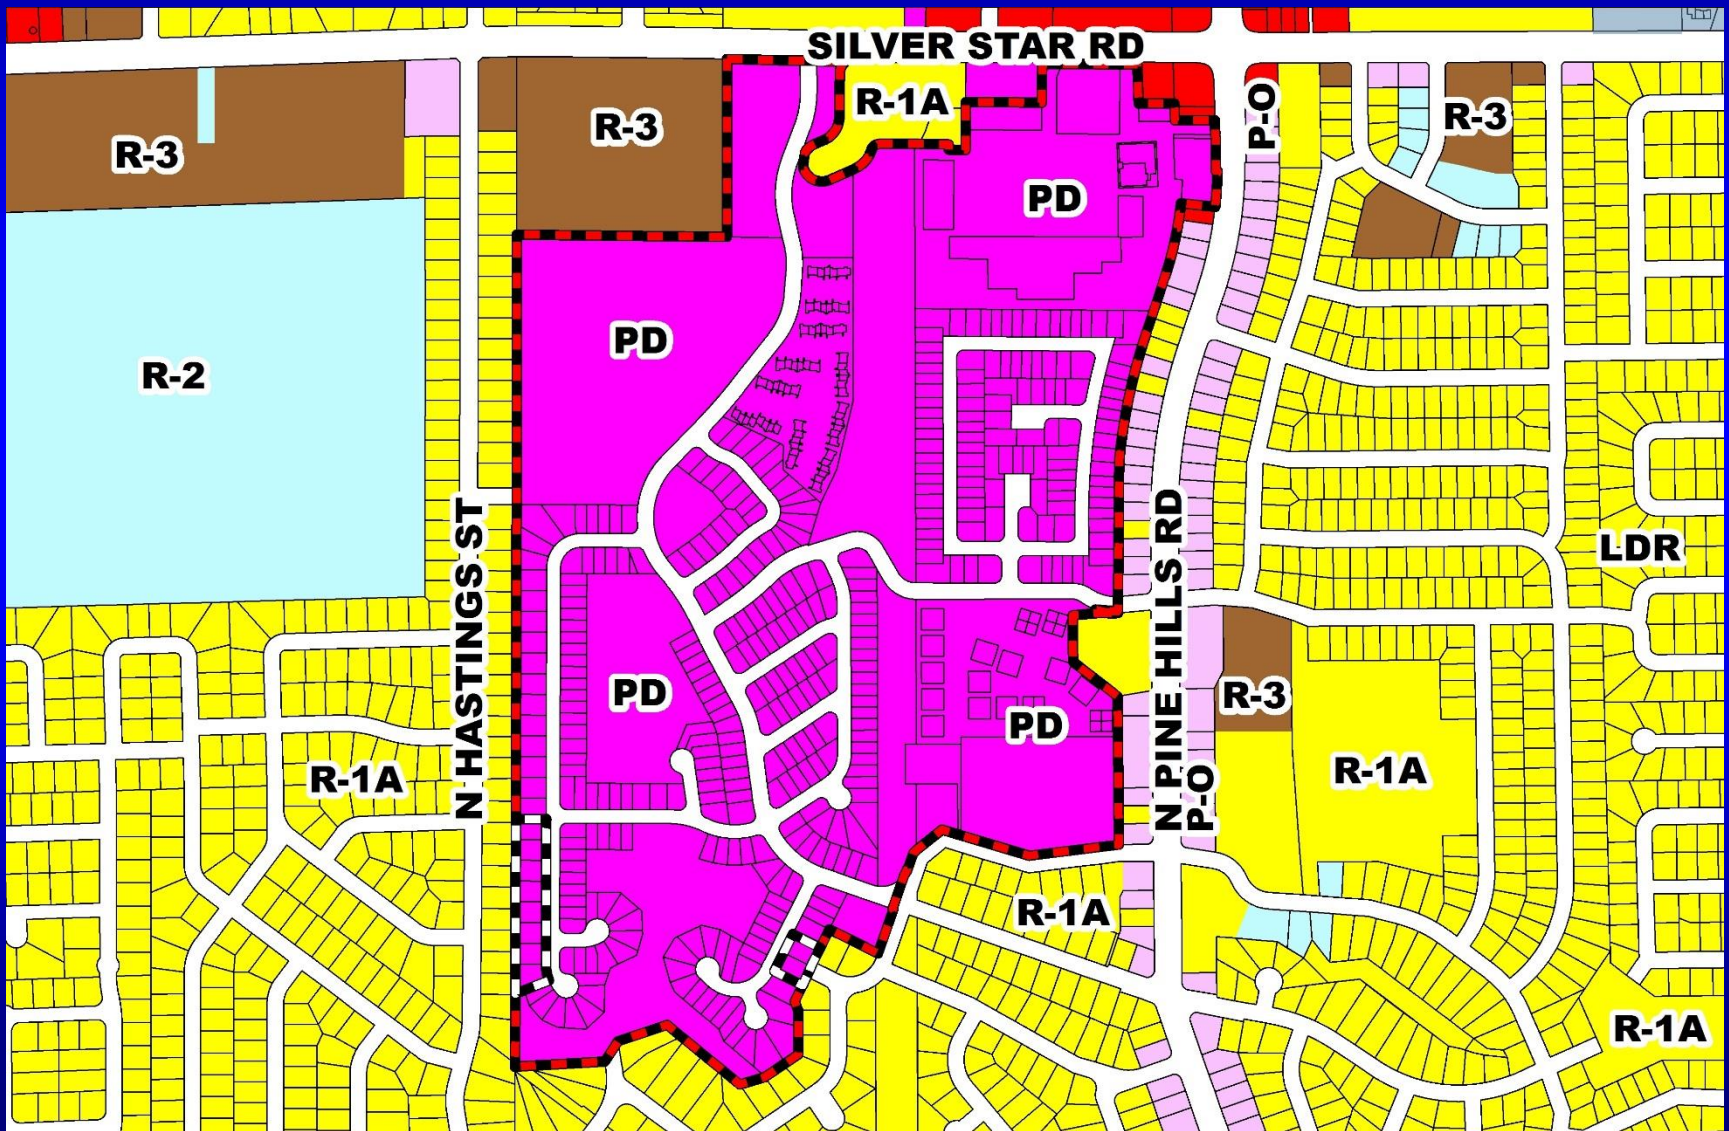 SILVER STAR RD
R-1A
P-O
R-3
R-3
R-3
PD
PD
R-2
N HASTINGS ST
N PINE HILLS RD
LDR
PD
PD
R-3
R-1A
R-1A
P-O
R-1A
R-1A